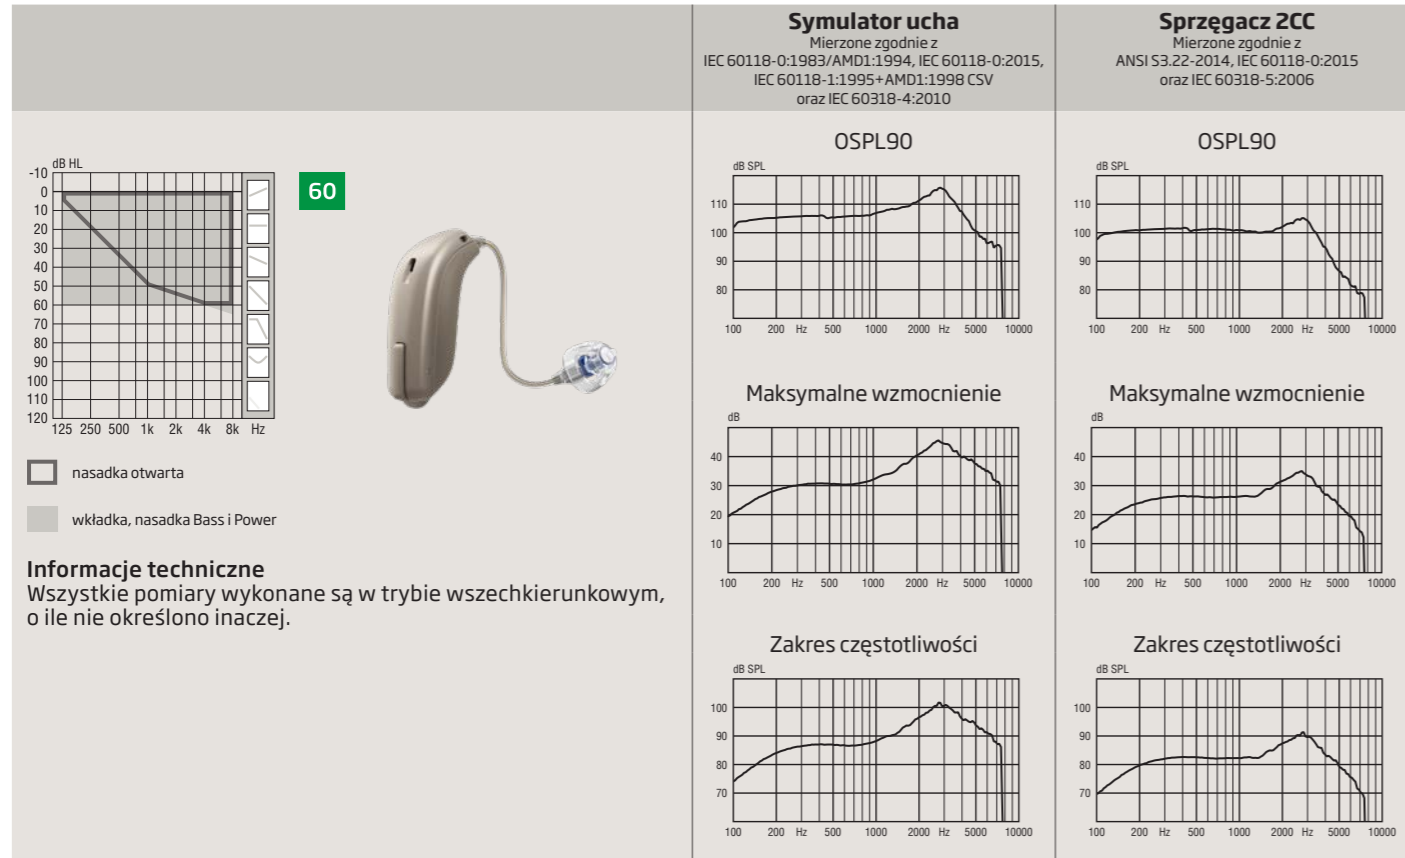 Symulator ucha
Mierzone zgodnie z
IEC 60118-0:1983/AMD1:1994, IEC 60118-0:2015,
IEC 60118-1:1995+AMD1:1998 CSV
oraz IEC 60318-4:2010
Sprzęgacz 2CC
Mierzone zgodnie z
ANSI S3.22-2014, IEC 60118-0:2015
oraz IEC 60318-5:2006
dB HL
-10
0
10
20
30
40
50
60
70
80
90
100
110
120
125 250 500 1k 2k 4k 8k Hz
60
nasadka otwarta
wkładka, nasadka Bass i Power
Informacje techniczne
Wszystkie pomiary wykonane są w trybie wszechkierunkowym,
o ile nie określono inaczej.
OSPL90
dB SPL
110
100
90
80
100 200 Hz 500 1000 2000 Hz 5000 10000
Maksymalne wzmocnienie
dB
40
30
20
10
100 200 Hz 500 1000 2000 Hz 5000 10000
Zakres częstotliwości
dB SPL
100
90
80
70
100 200 Hz 500 1000 2000 Hz 5000 10000
OSPL90
dB SPL
110
100
90
80
100 200 Hz 500 1000 2000 Hz 5000 10000
Maksymalne wzmocnienie
dB
40
30
20
10
100 200 Hz 500 1000 2000 Hz 5000 10000
Zakres częstotliwości
dB SPL
100
90
80
70
100 200 Hz 500 1000 2000 Hz 5000 10000